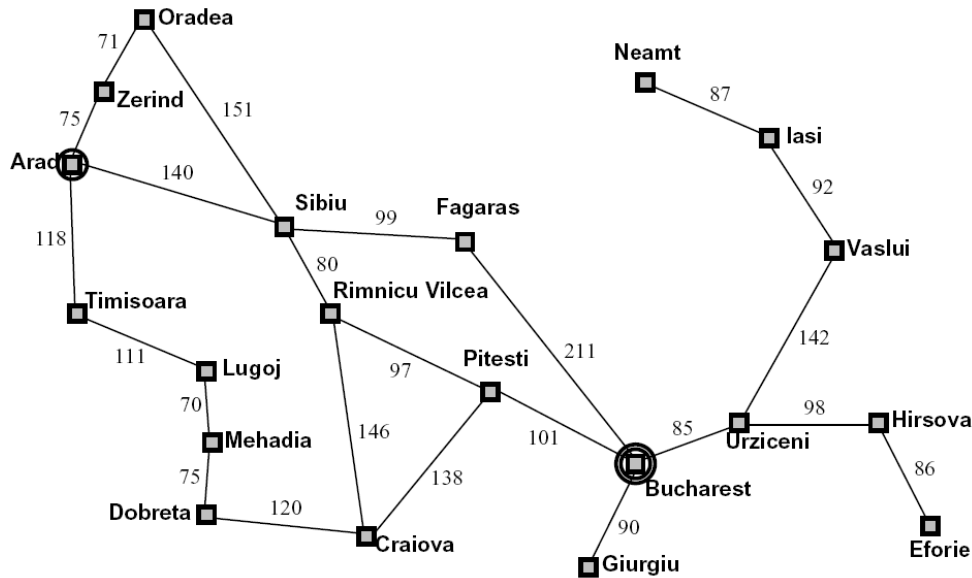 Oradea
71
Neamt
87
Zerind
75
151
Iasi
Arad
140
92
Sibiu
Fagaras
99
118
Vaslui
80
Timisoara
Rimnicu Vilcea
142
111
211
Lugoj
97
Pitesti
70
98
Hirsova
85
Urziceni
146
101
Mehadia
138
86
75
Bucharest
Dobreta
120
90
Craiova
Eforie
Giurgiu